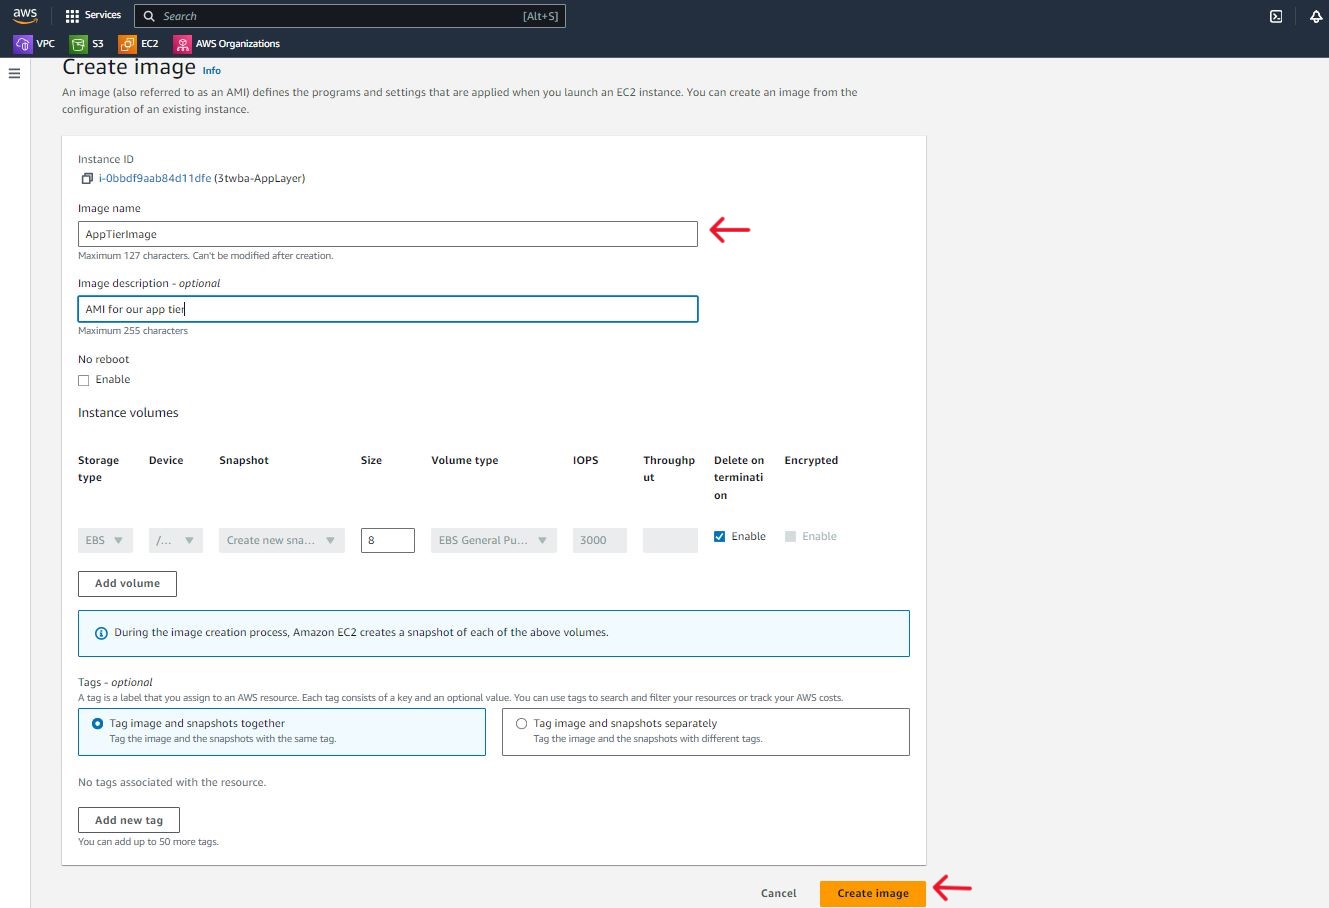 aws
Services
Search
[Alt+S]
VPC
S3
EC2
AWS Organizations
Create image Info
An image (also referred to as an AMI) defines the programs and settings that are applied when you launch an EC2 instance. You can create an image from the
configuration of an existing instance.
Instance ID
i-0bbdf9aab84d11dfe (3twba-AppLayer)
Image name
AppTierImage
Maximum 127 characters. Can't be modified after creation.
Image description - optional
AMI for our app tier
Maximum 255 characters
No reboot
Enable
Instance volumes
Storage type
Device
Snapshot
Size
Volume type
IOPS
Throughput
Delete on termination
Encrypted
EBS
/...
Create new sna...
8
EBS General Pu...
3000
Enable
Enable
Add volume
During the image creation process, Amazon EC2 creates a snapshot of each of the above volumes.
Tags - optional
A tag is a label that you assign to an AWS resource. Each tag consists of a key and an optional value. You can use tags to search and filter your resources or track your AWS costs.
Tag image and snapshots together
Tag the image and the snapshots with the same tag.
Tag image and snapshots separately
Tag the image and the snapshots with different tags.
No tags associated with the resource.
Add new tag
You can add up to 50 more tags.
Cancel
Create image